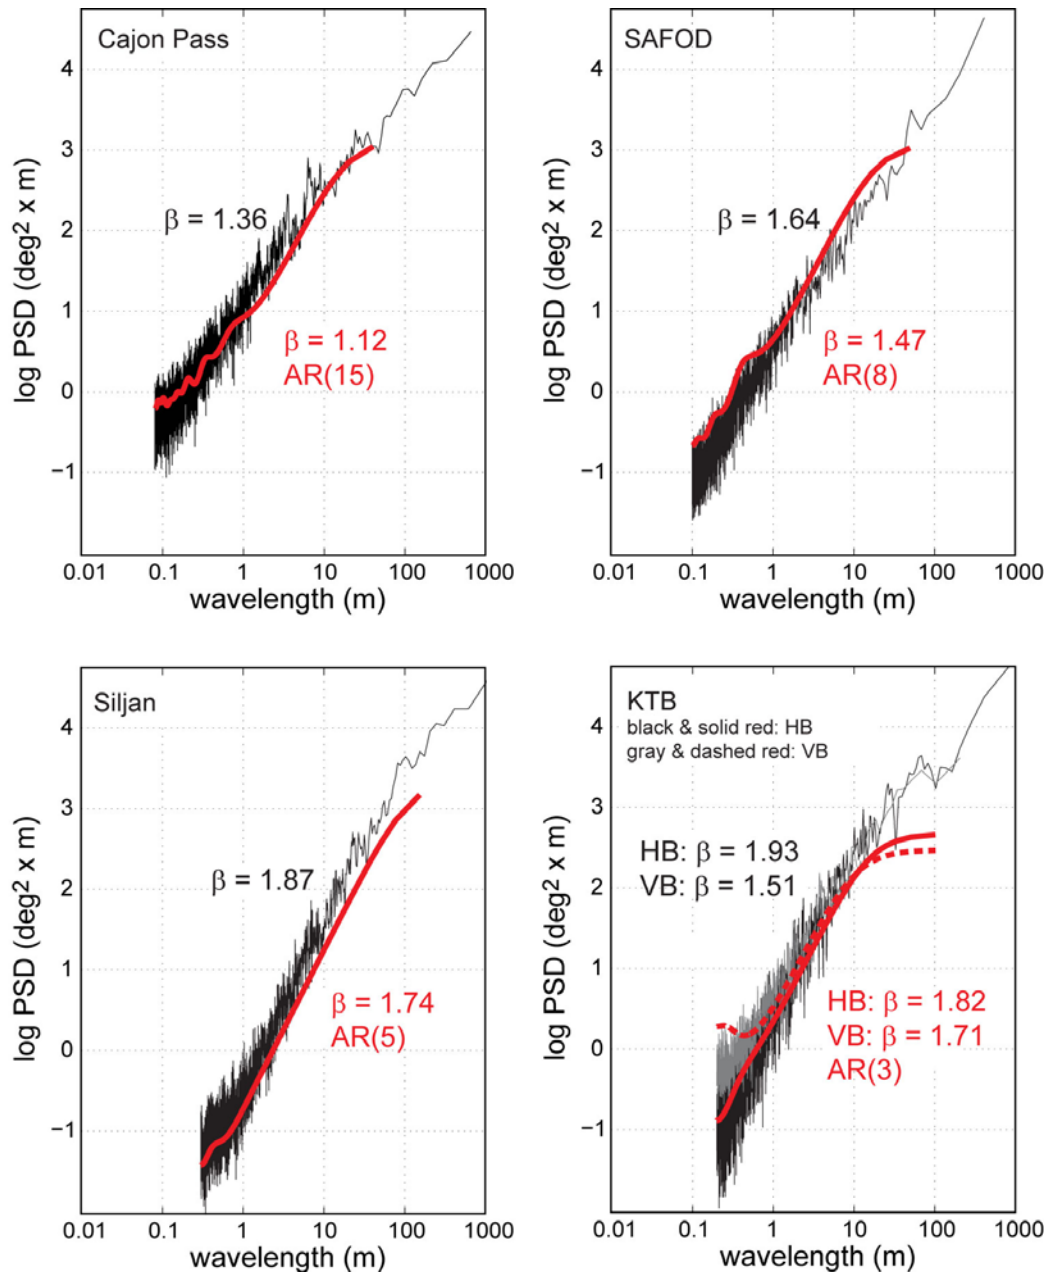 Cajon Pass
log PSD (deg² x m)
4
3
2
1
0
−1
β = 1.36
β = 1.12
AR(15)
0.01
0.1
1
10
100
1000
wavelength (m)
SAFOD
log PSD (deg² x m)
4
3
2
1
0
−1
β = 1.64
β = 1.47
AR(8)
0.01
0.1
1
10
100
1000
wavelength (m)
Siljan
log PSD (deg² x m)
4
3
2
1
0
−1
β = 1.87
β = 1.74
AR(5)
0.01
0.1
1
10
100
1000
wavelength (m)
KTB
black & solid red: HB
gray & dashed red: VB
log PSD (deg² x m)
4
3
2
1
0
−1
HB: β = 1.93
VB: β = 1.51
HB: β = 1.82
VB: β = 1.71
AR(3)
0.01
0.1
1
10
100
1000
wavelength (m)